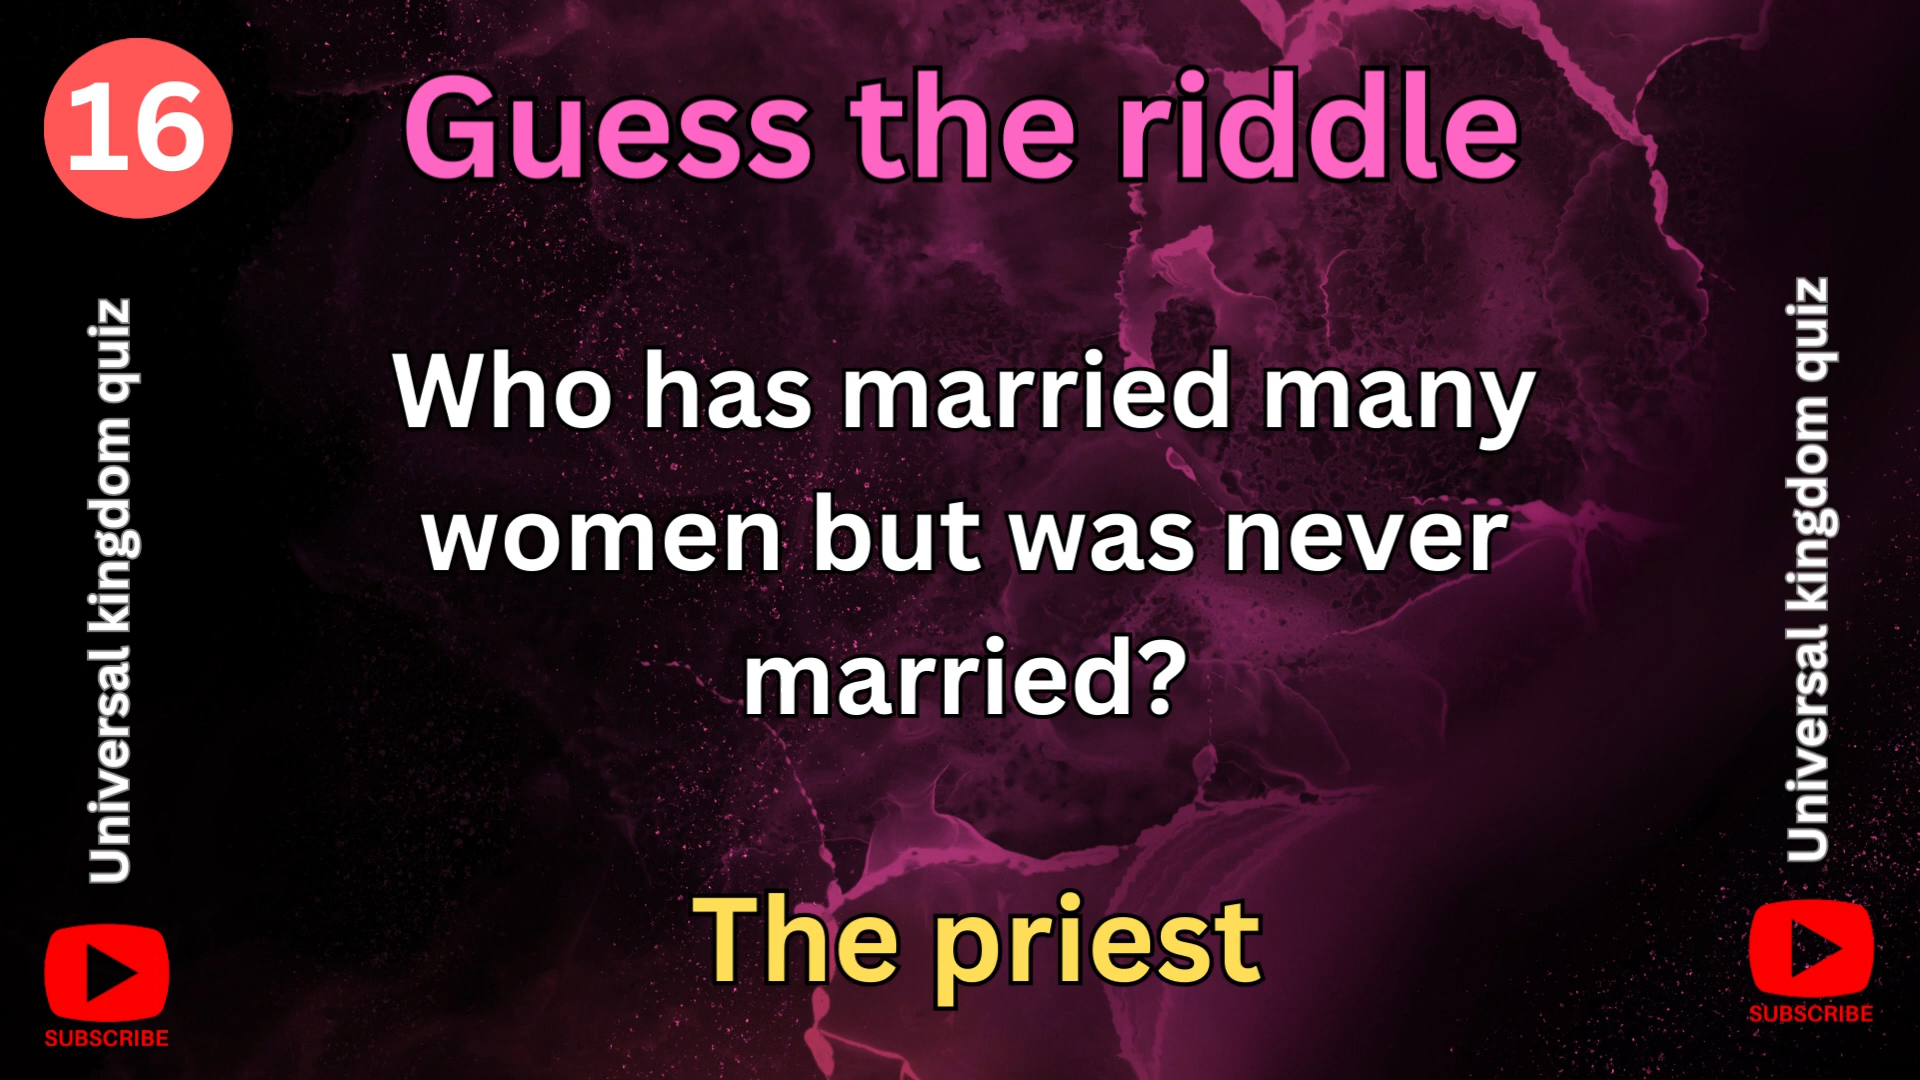 16
Guess the riddle
Universal kingdom quiz
Who has married many
women but was never
married?
The priest
SUBSCRIBE
Universal kingdom quiz
SUBSCRIBE